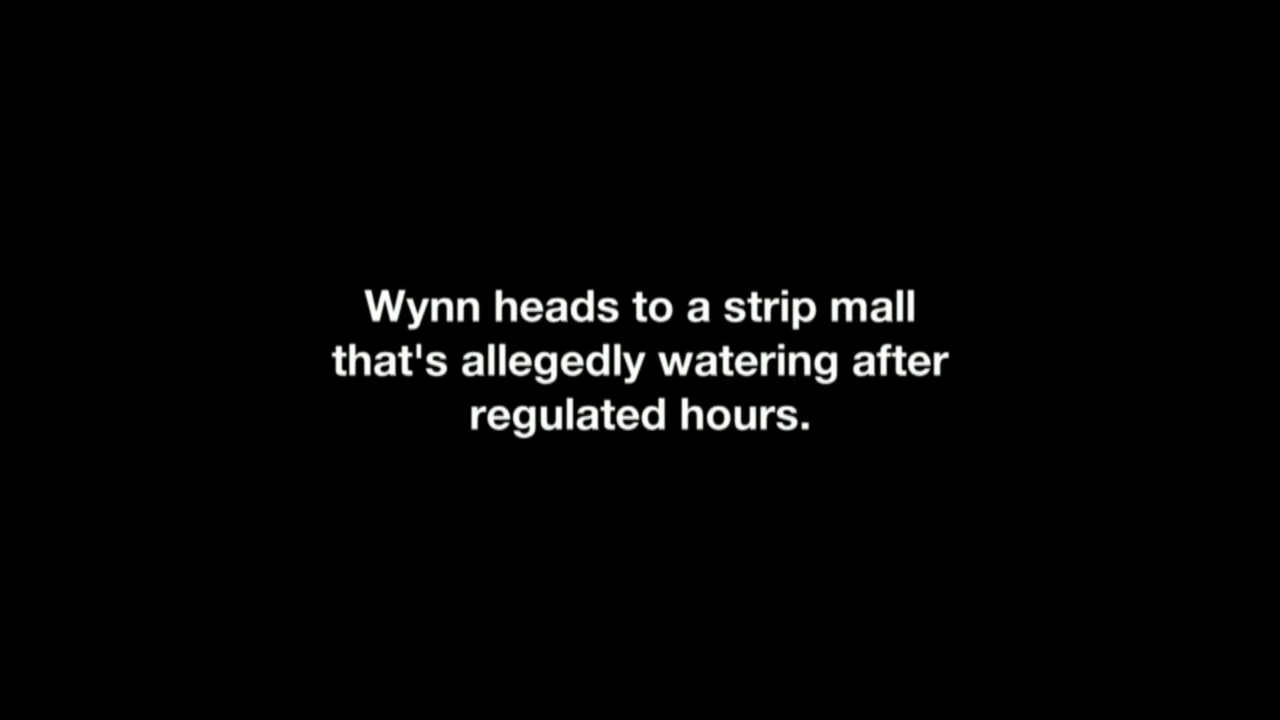 Wynn heads to a strip mall
that's allegedly watering after
regulated hours.